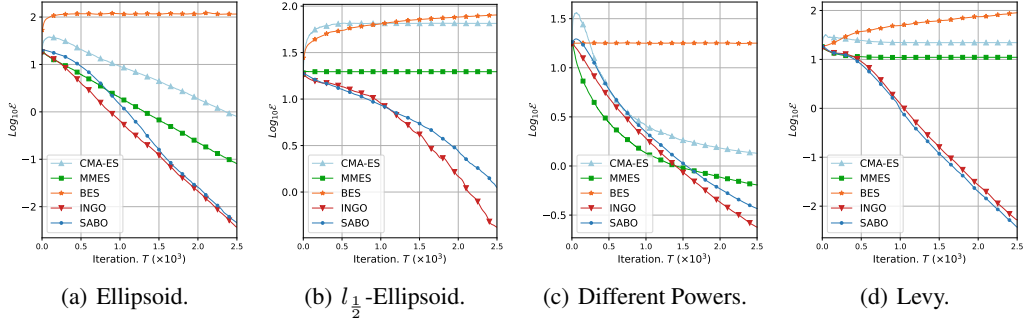 2
1
0
−1
−2
Log₁₀ℰ
CMA-ES
MMES
BES
INGO
SABO
0.0 0.5 1.0 1.5 2.0 2.5
Iteration. T (×10³)
(a) Ellipsoid.
2.0
1.5
1.0
0.5
0.0
Log₁₀ℰ
CMA-ES
MMES
BES
INGO
SABO
0.0 0.5 1.0 1.5 2.0 2.5
Iteration. T (×10³)
(b) l_{1/2}-Ellipsoid.
1.5
1.0
0.5
0.0
−0.5
Log₁₀ℰ
CMA-ES
MMES
BES
INGO
SABO
0.0 0.5 1.0 1.5 2.0 2.5
Iteration. T (×10³)
(c) Different Powers.
2
1
0
−1
−2
Log₁₀ℰ
CMA-ES
MMES
BES
INGO
SABO
0.0 0.5 1.0 1.5 2.0 2.5
Iteration. T (×10³)
(d) Levy.